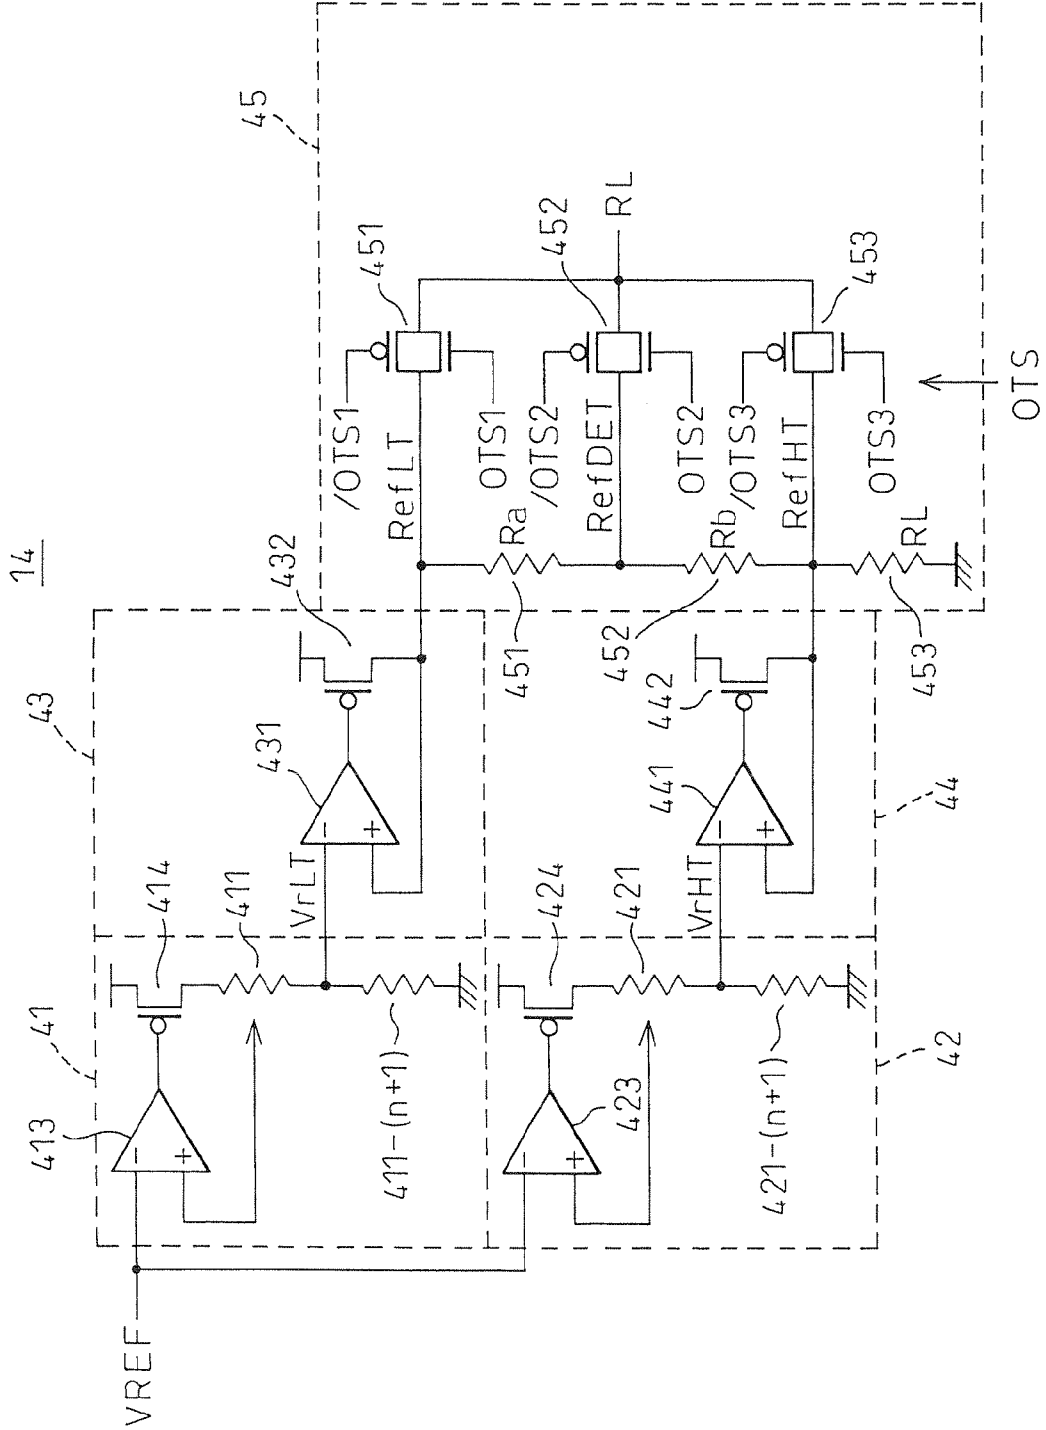 14
VREF
41
413
414
411
411-(n+1)
VrLT
43
431
432
42
423
424
421
421-(n+1)
VrHT
44
441
442
45
/OTS1
451
RefLT
OTS1
Ra
451
/OTS2
452
RefDET
OTS2
RL
Rb
452
/OTS3
453
RefHT
OTS3
RL
453
OTS